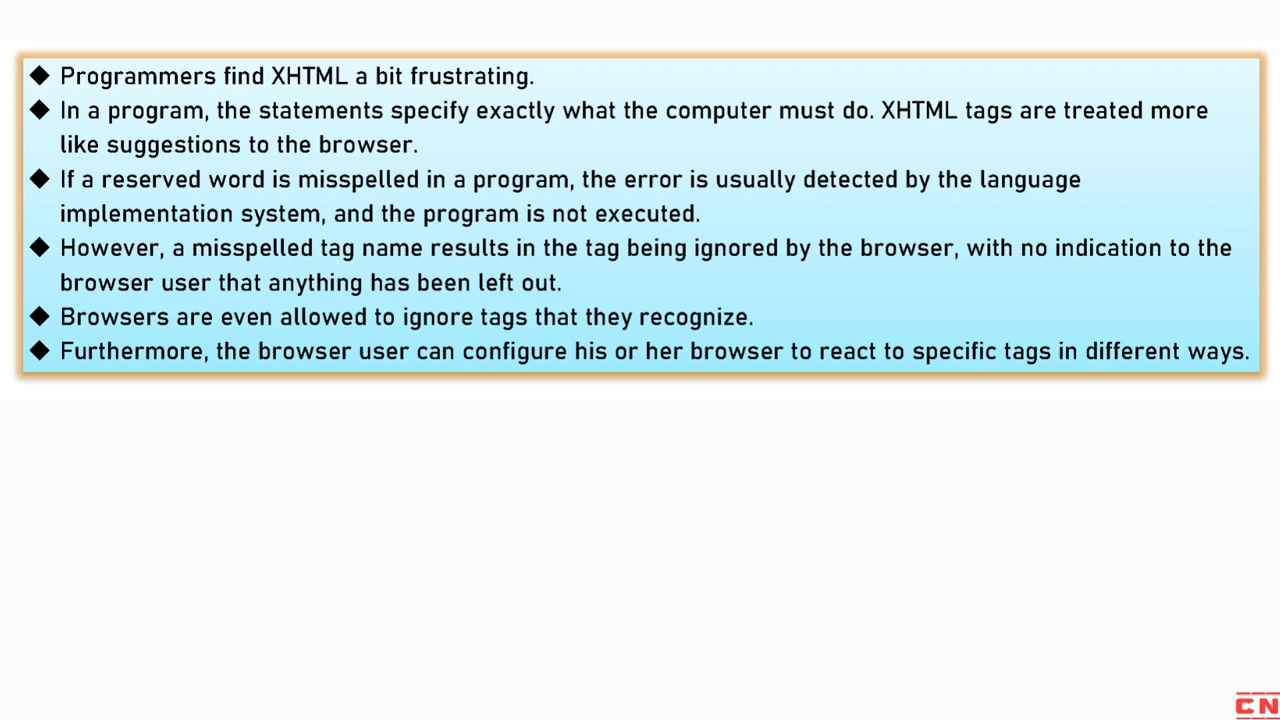 ◆ Programmers find XHTML a bit frustrating.
◆ In a program, the statements specify exactly what the computer must do. XHTML tags are treated more
like suggestions to the browser.
◆ If a reserved word is misspelled in a program, the error is usually detected by the language
implementation system, and the program is not executed.
◆ However, a misspelled tag name results in the tag being ignored by the browser, with no indication to the
browser user that anything has been left out.
◆ Browsers are even allowed to ignore tags that they recognize.
◆ Furthermore, the browser user can configure his or her browser to react to specific tags in different ways.
CN